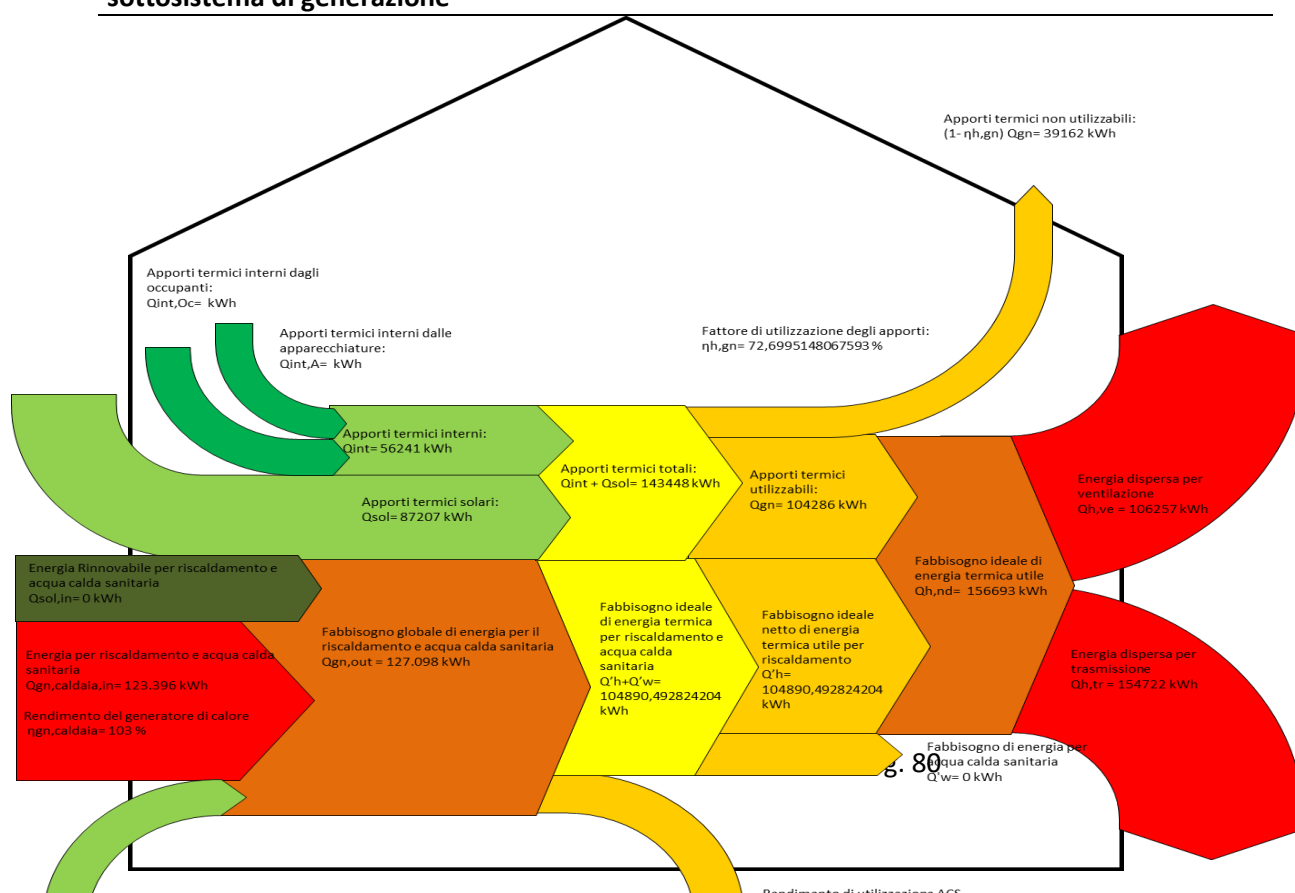 sottosistema di generazione
Apporti termici non utilizzabili:
(1- ηh,gn) Qgn= 39162 kWh
Apporti termici interni dagli
occupanti:
Qint,Oc=  kWh
Apporti termici interni dalle
apparecchiature:
Qint,A=  kWh
Fattore di utilizzazione degli apporti:
ηh,gn= 72,6995148067593 %
Apporti termici interni:
Qint= 56241 kWh
Apporti termici solari:
Qsol= 87207 kWh
Apporti termici totali:
Qint + Qsol= 143448 kWh
Apporti termici
utilizzabili:
Qgn= 104286 kWh
Energia dispersa per
ventilazione
Qh,ve = 106257 kWh
Energia Rinnovabile per riscaldamento e
acqua calda sanitaria
Qsol,in= 0 kWh
Fabbisogno ideale di
energia termica utile
Qh,nd=  156693 kWh
Energia per riscaldamento e acqua calda
sanitaria
Qgn,caldaia,in= 123.396 kWh
Rendimento del generatore di calore
ηgn,caldaia= 103 %
Fabbisogno globale di energia per il
riscaldamento e acqua calda sanitaria
Qgn,out = 127.098 kWh
Fabbisogno ideale
di energia termica
per riscaldamento e
acqua calda
sanitaria
Q'h+Q'w=
104890,492824204
kWh
Fabbisogno ideale
netto di energia
termica utile per
riscaldamento
Q'h=
104890,492824204
kWh
Energia dispersa per
trasmissione
Qh,tr = 154722 kWh
Fabbisogno di energia per
acqua calda sanitaria
Q'w= 0 kWh
g. 80
Rendimento di utilizzazione ACS